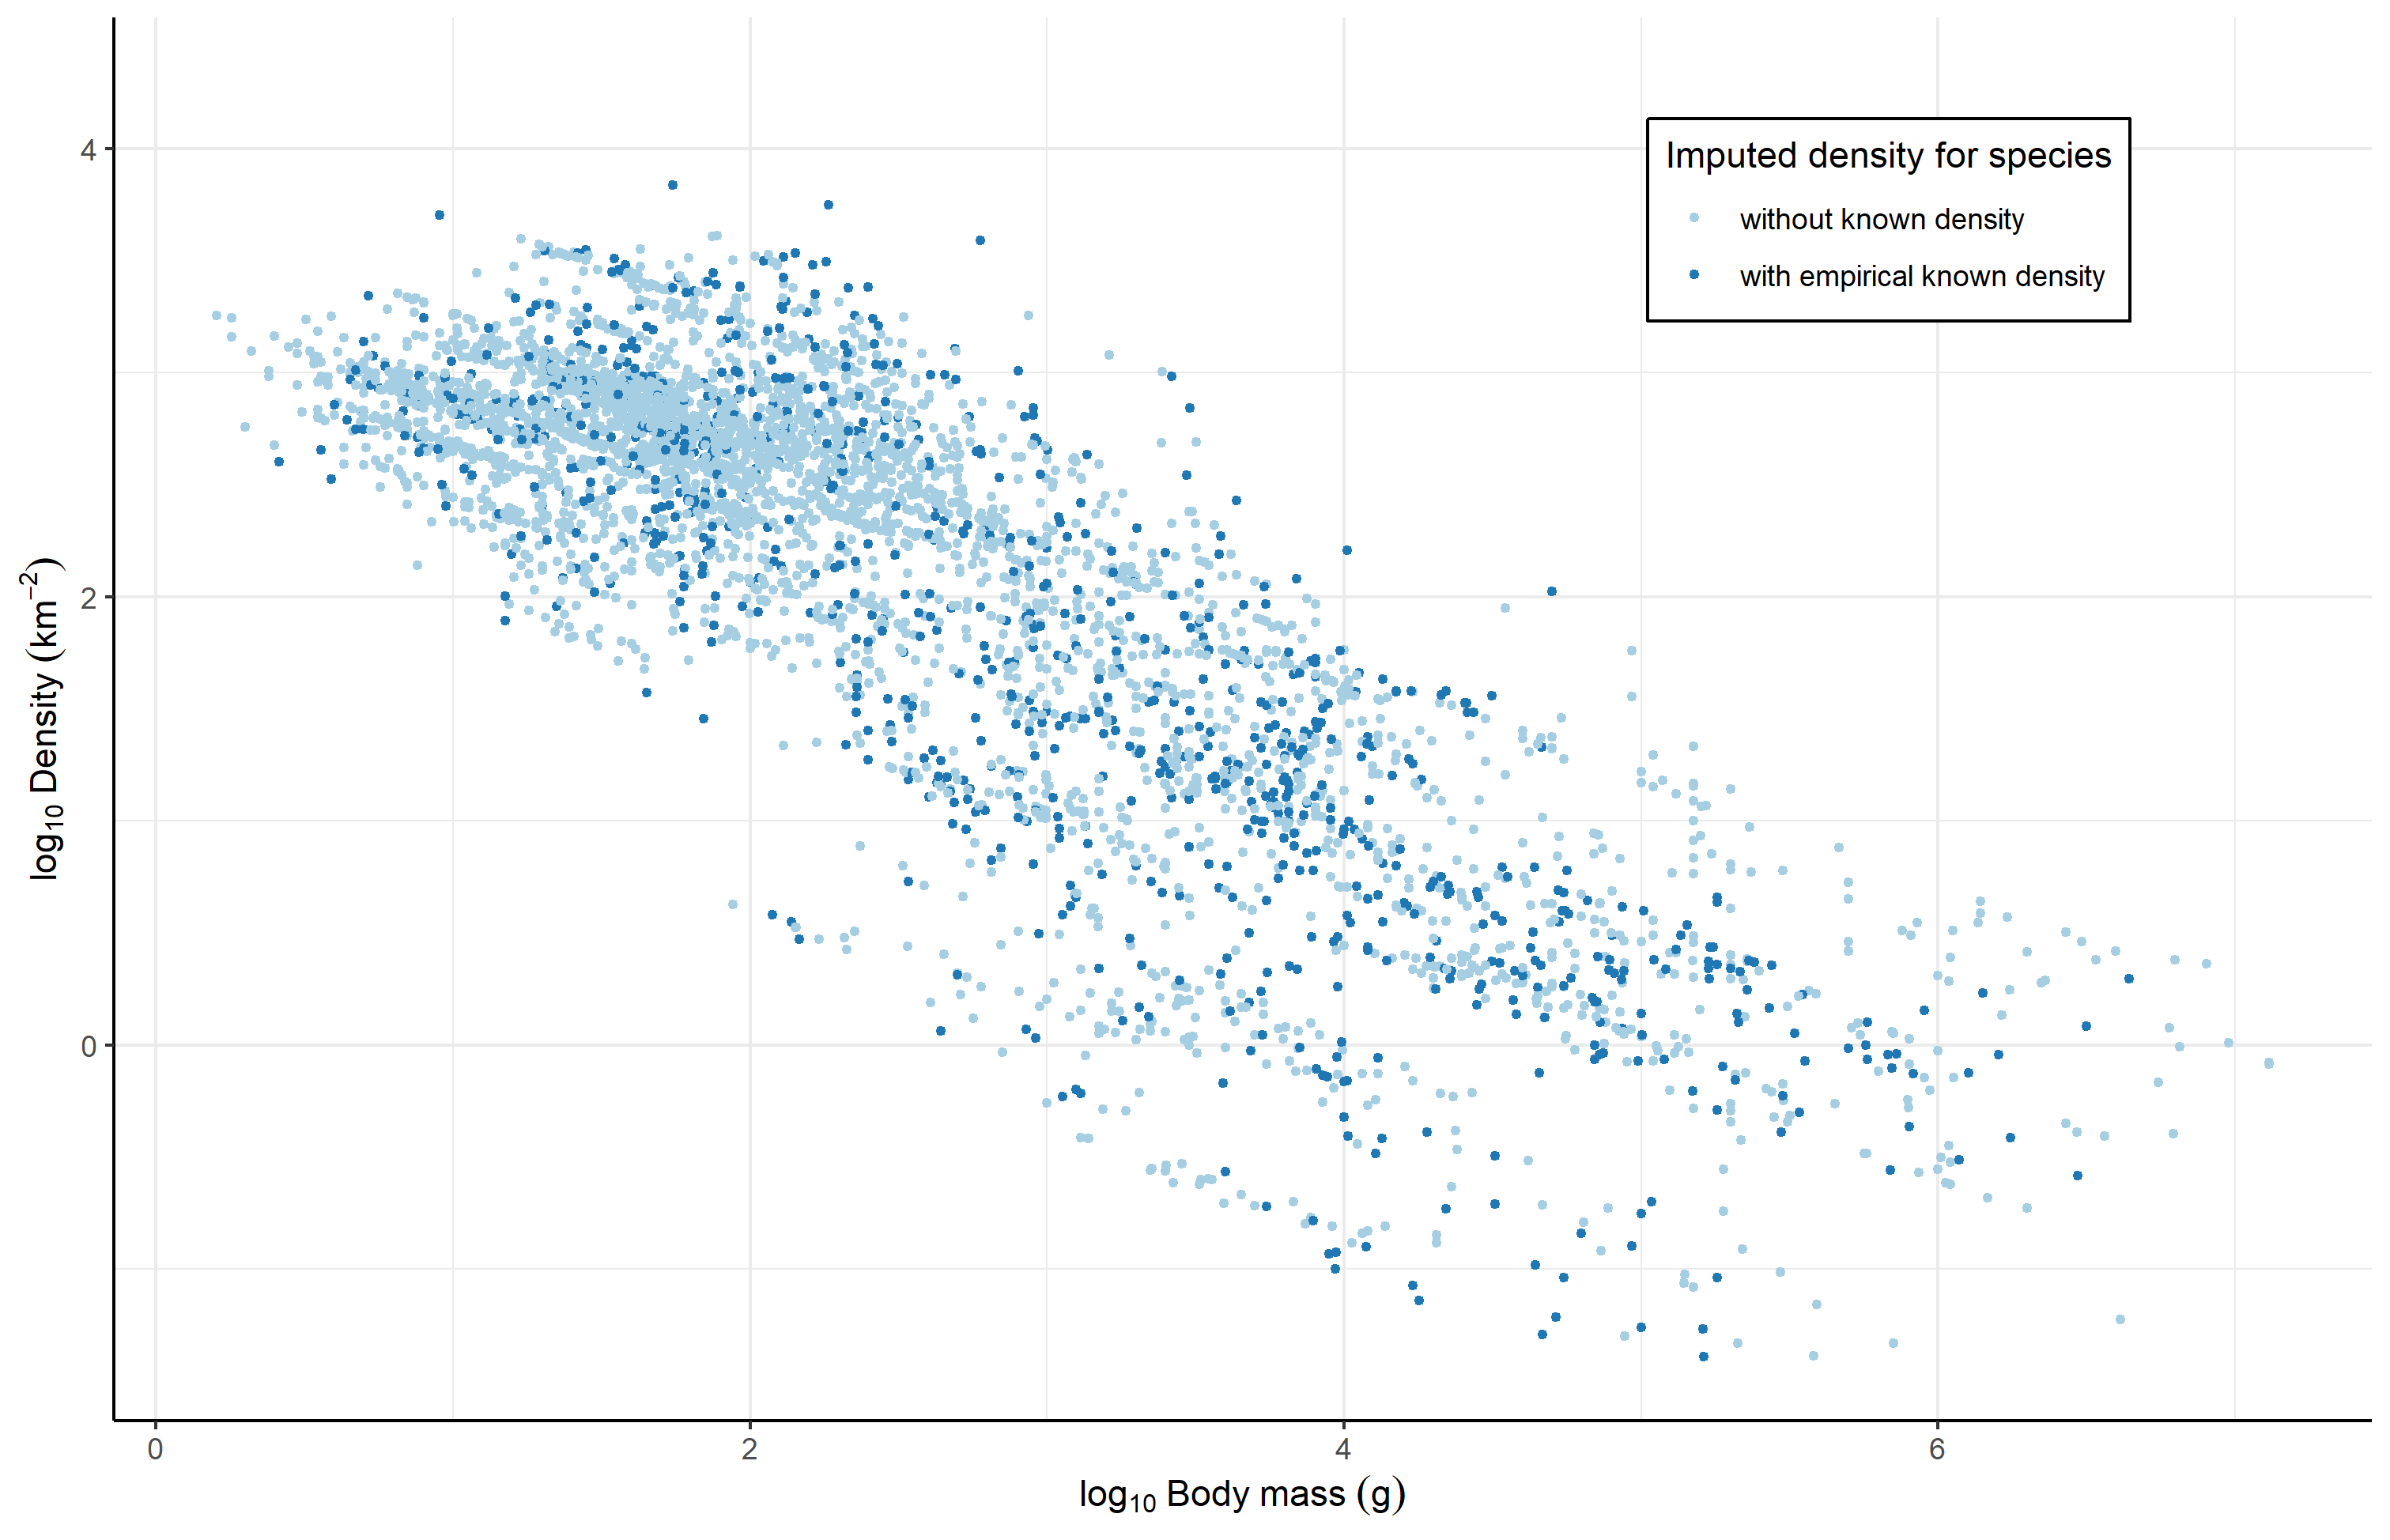 4
Imputed density for species
without known density
with empirical known density
2
log₁₀ Density (km⁻²)
0
0 2 4 6
log₁₀ Body mass (g)